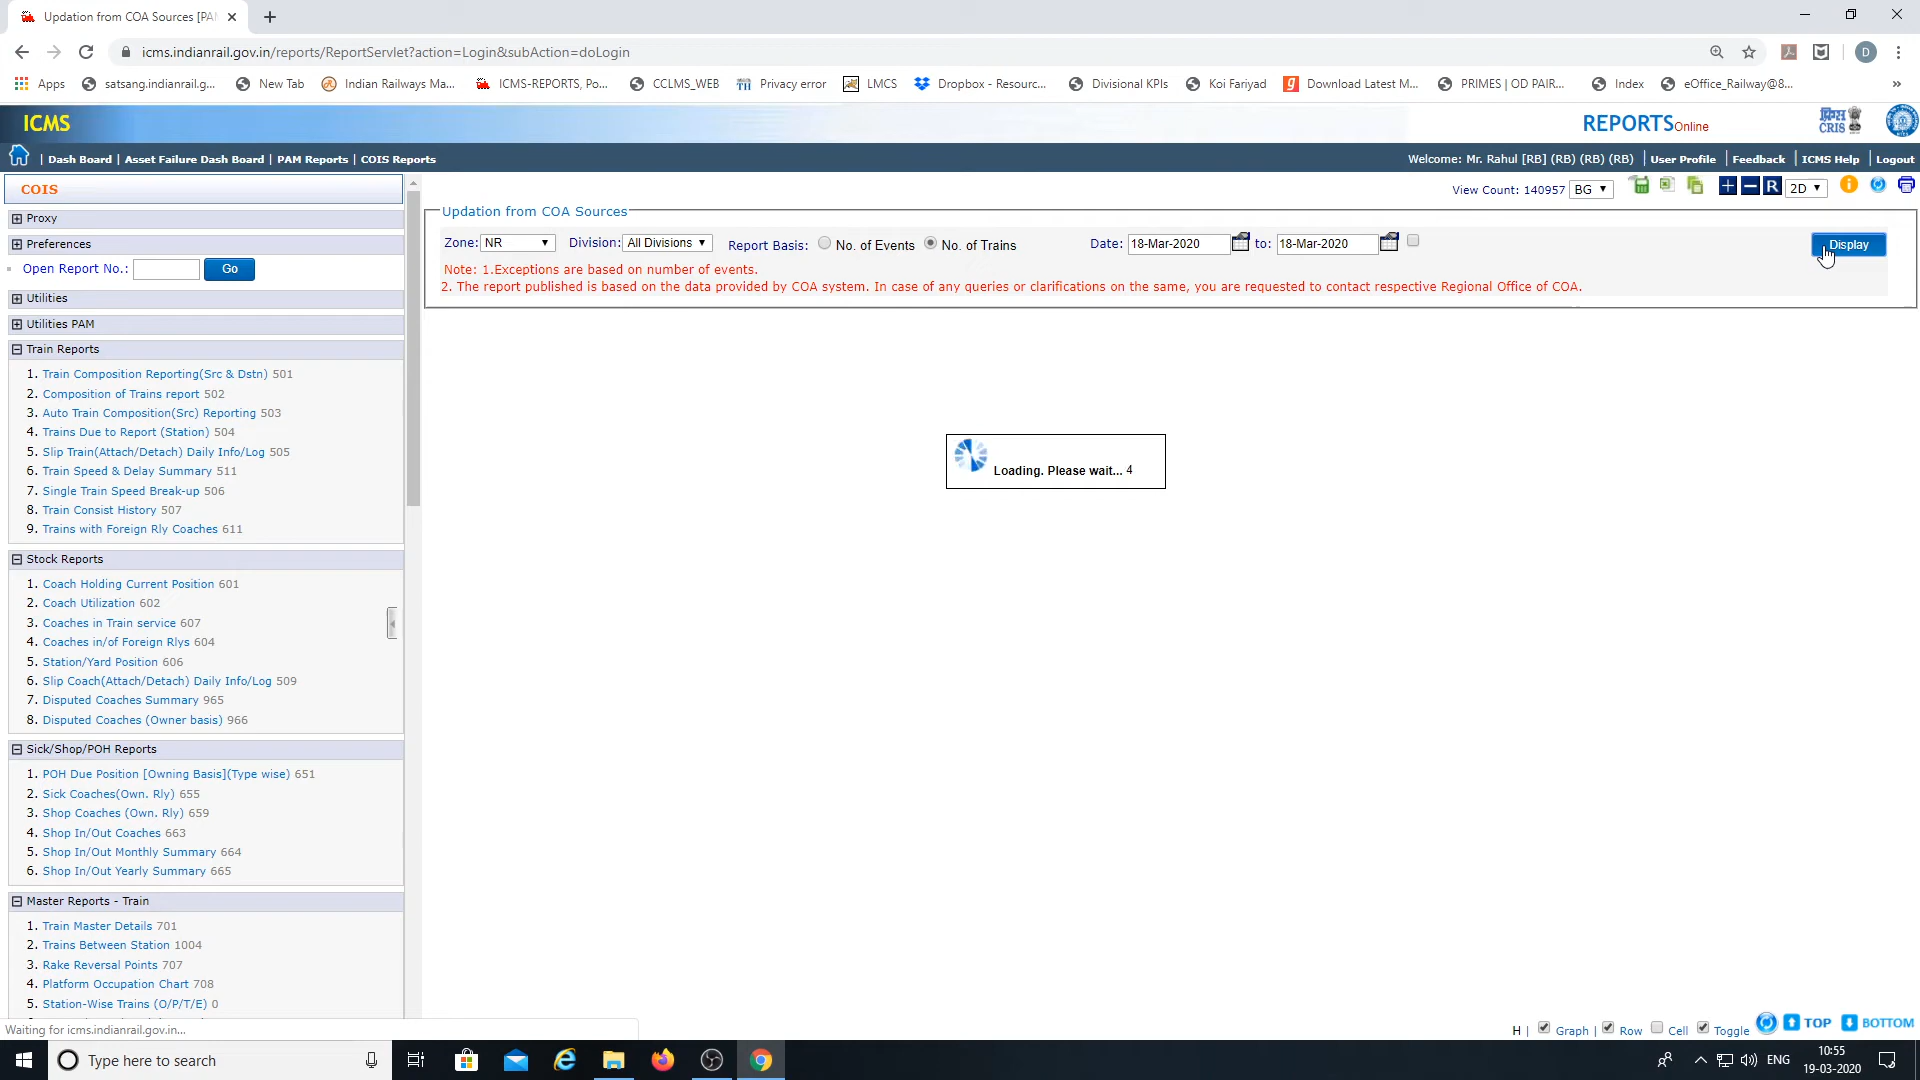 Updation from COA Sources [PAM
icms.indianrail.gov.in/reports/ReportServlet?action=Login&subAction=doLogin
D
Apps satsang.indianrail.g... New Tab Indian Railways Ma... ICMS-REPORTS, Po... CCLMS_WEB Privacy error LMCS Dropbox - Resourc... Divisional KPIs Koi Fariyad Download Latest M... PRIMES | OD PAIR... Index eOffice_Railway@8... »
ICMS
REPORTSOnline
क्रिस CRIS
| Dash Board | Asset Failure Dash Board | PAM Reports | COIS Reports
Welcome: Mr. Rahul [RB] (RB) (RB) (RB) | User Profile | Feedback | ICMS Help | Logout
COIS
Proxy
Preferences
Open Report No.: Go
Utilities
Utilities PAM
Train Reports
1. Train Composition Reporting(Src & Dstn) 501
2. Composition of Trains report 502
3. Auto Train Composition(Src) Reporting 503
4. Trains Due to Report (Station) 504
5. Slip Train(Attach/Detach) Daily Info/Log 505
6. Train Speed & Delay Summary 511
7. Single Train Speed Break-up 506
8. Train Consist History 507
9. Trains with Foreign Rly Coaches 611
Stock Reports
1. Coach Holding Current Position 601
2. Coach Utilization 602
3. Coaches in Train service 607
4. Coaches in/of Foreign Rlys 604
5. Station/Yard Position 606
6. Slip Coach(Attach/Detach) Daily Info/Log 509
7. Disputed Coaches Summary 965
8. Disputed Coaches (Owner basis) 966
Sick/Shop/POH Reports
1. POH Due Position [Owning Basis](Type wise) 651
2. Sick Coaches(Own. Rly) 655
3. Shop Coaches (Own. Rly) 659
4. Shop In/Out Coaches 663
5. Shop In/Out Monthly Summary 664
6. Shop In/Out Yearly Summary 665
Master Reports - Train
1. Train Master Details 701
2. Trains Between Station 1004
3. Rake Reversal Points 707
4. Platform Occupation Chart 708
5. Station-Wise Trains (O/P/T/E) 0
Waiting for icms.indianrail.gov.in...
View Count: 140957 BG R 2D
Updation from COA Sources
Zone: NR Division: All Divisions Report Basis: No. of Events No. of Trains Date: 18-Mar-2020 to: 18-Mar-2020 Display
Note: 1.Exceptions are based on number of events.
2. The report published is based on the data provided by COA system. In case of any queries or clarifications on the same, you are requested to contact respective Regional Office of COA.
Loading. Please wait... 4
H | Graph | Row Cell Toggle TOP BOTTOM
Type here to search
ENG
10:55
19-03-2020